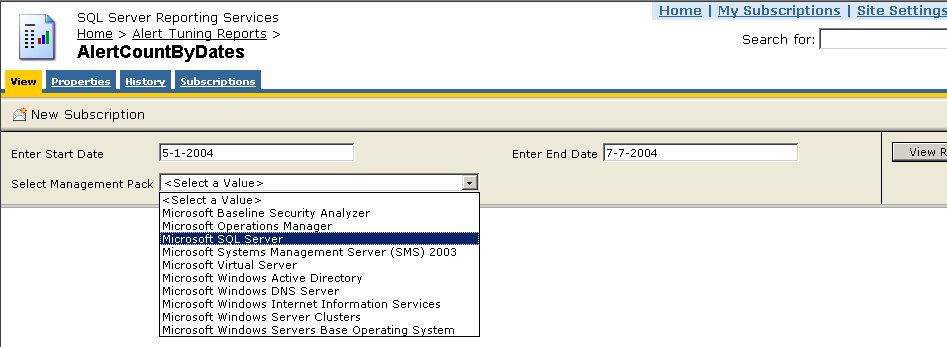 SQL Server Reporting Services
Home > Alert Tuning Reports >
AlertCountByDates
Home | My Subscriptions | Site Settings
Search for:
View Properties History Subscriptions
New Subscription
Enter Start Date 5-1-2004 Enter End Date 7-7-2004 View R
Select Management Pack <Select a Value>
<Select a Value>
Microsoft Baseline Security Analyzer
Microsoft Operations Manager
Microsoft SQL Server
Microsoft Systems Management Server (SMS) 2003
Microsoft Virtual Server
Microsoft Windows Active Directory
Microsoft Windows DNS Server
Microsoft Windows Internet Information Services
Microsoft Windows Server Clusters
Microsoft Windows Servers Base Operating System